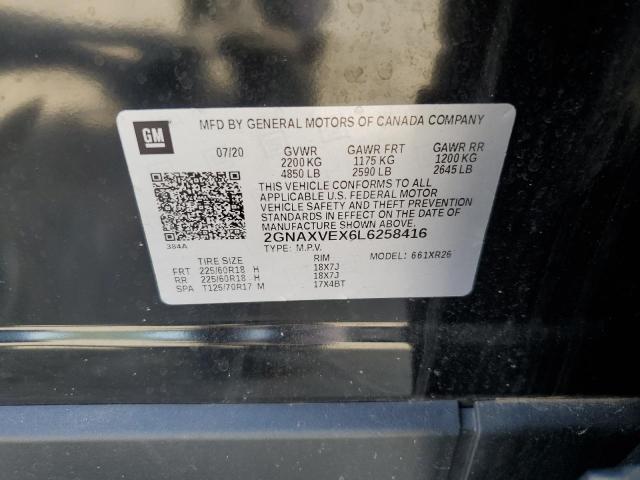 GM
MFD BY GENERAL MOTORS OF CANADA COMPANY
07/20 GVWR GAWR FRT GAWR RR
2200 KG 1175 KG 1200 KG
4850 LB 2590 LB 2645 LB
THIS VEHICLE CONFORMS TO ALL APPLICABLE
U.S. FEDERAL MOTOR
VEHICLE SAFETY AND THEFT PREVENTION
STANDARDS IN EFFECT ON THE DATE OF
MANUFACTURE SHOWN ABOVE.
384A
2GNAXVEX6L6258416
TYPE: M.P.V. MODEL: 661XR26
TIRE SIZE RIM
FRT 225/60R18 H 18X7J
RR 225/60R18 H 18X7J
SPA T125/70R17 M 17X4BT